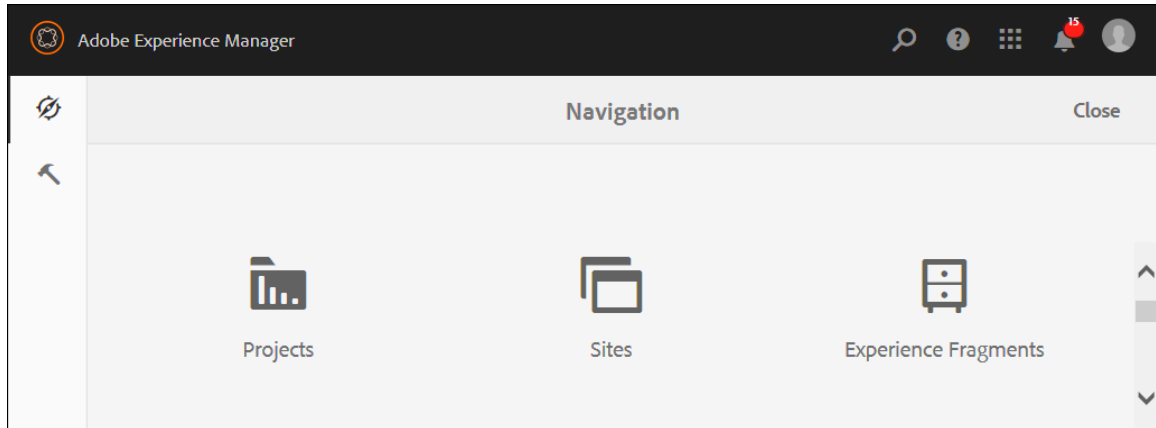 Adobe Experience Manager
15
Navigation
Close
Projects
Sites
Experience Fragments